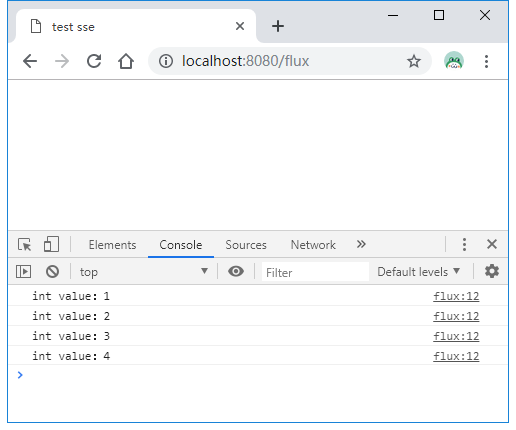 test sse
localhost:8080/flux
Elements Console Sources Network
top Filter Default levels
int value: 1 flux:12
int value: 2 flux:12
int value: 3 flux:12
int value: 4 flux:12